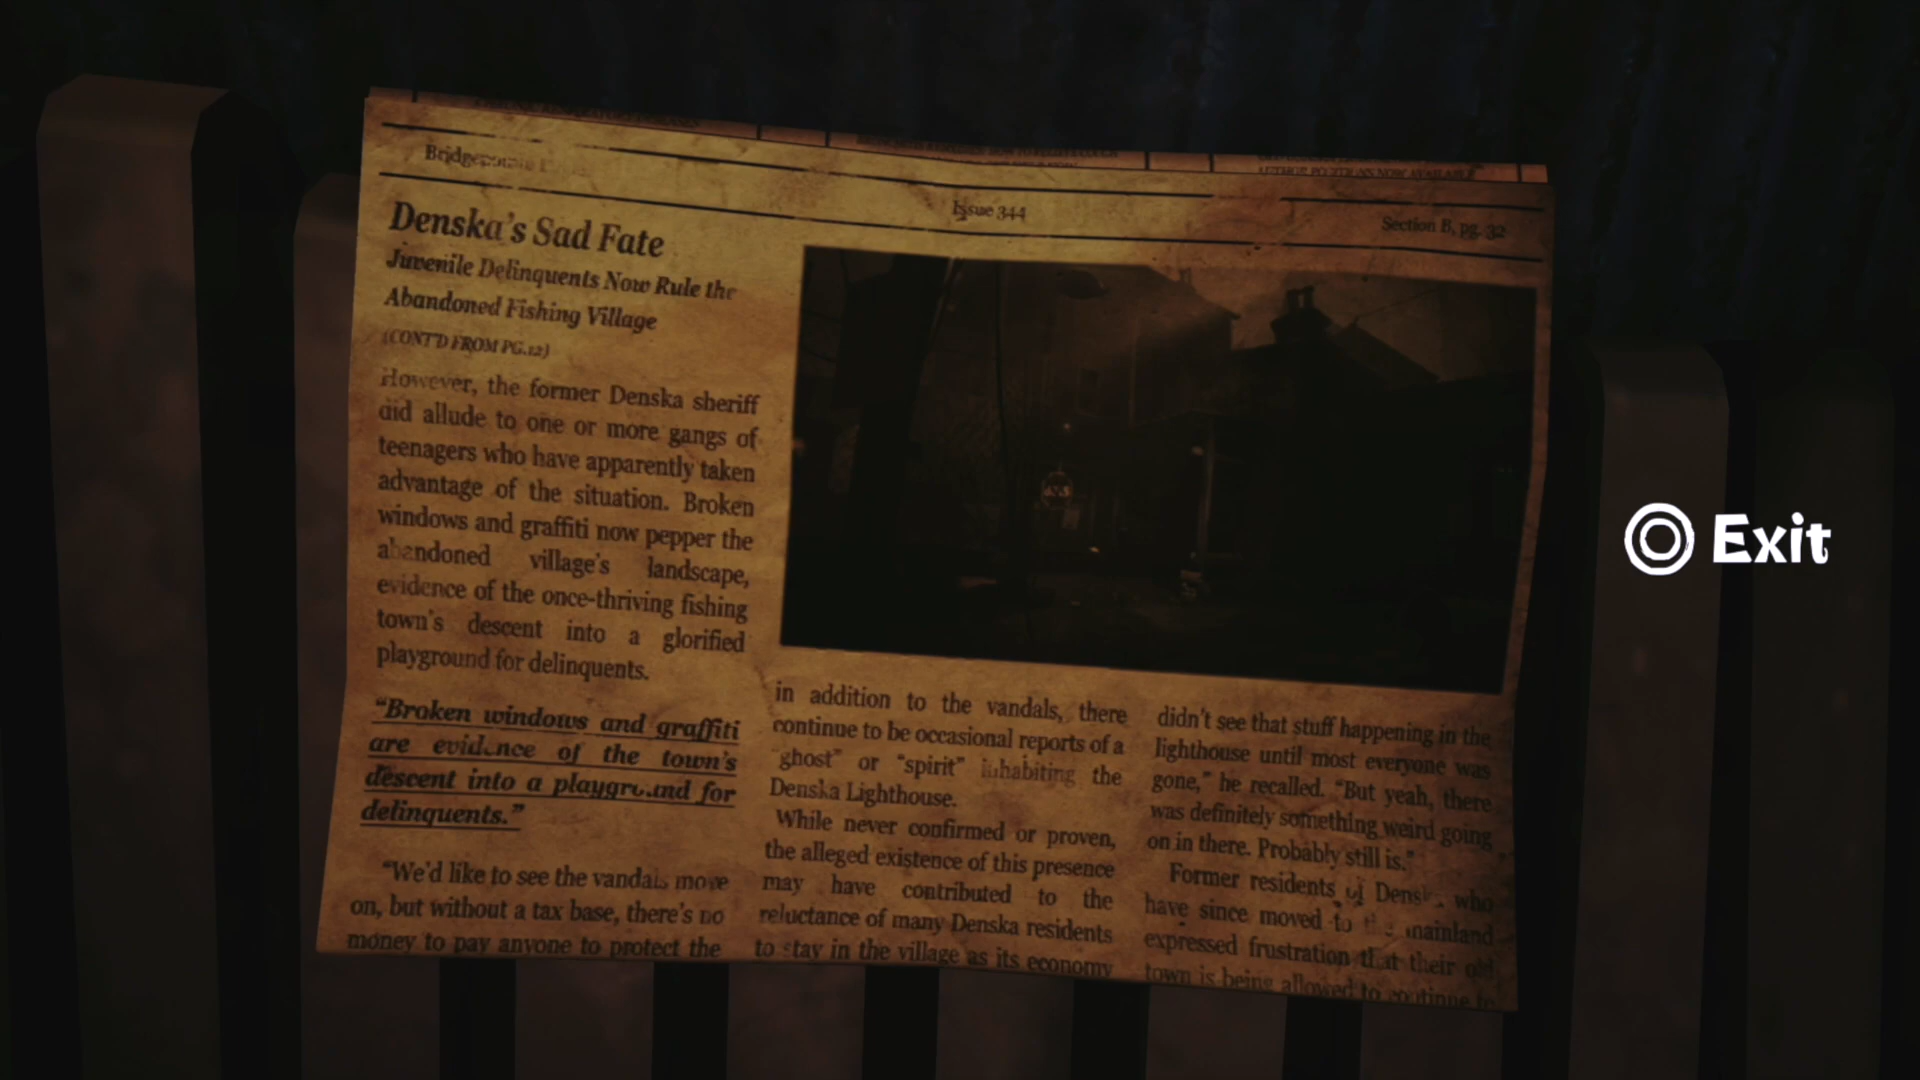 Issue 344
Section B, pg. 32
Denska's Sad Fate
Juvenile Delinquents Now Rule the
Abandoned Fishing Village
(CONT'D FROM PG.12)
However, the former Denska sheriff
did allude to one or more gangs of
teenagers who have apparently taken
advantage of the situation. Broken
windows and graffiti now pepper the
abandoned village's landscape,
evidence of the once-thriving fishing
town's descent into a glorified
playground for delinquents.
"Broken windows and graffiti
are evidence of the town's
descent into a playground for
delinquents."
"We'd like to see the vandals move
on, but without a tax base, there's no
money to pay anyone to protect the
in addition to the vandals, there
continue to be occasional reports of a
"ghost" or "spirit" inhabiting the
Denska Lighthouse.
While never confirmed or proven,
the alleged existence of this presence
may have contributed to the
reluctance of many Denska residents
to stay in the village as its economy
didn't see that stuff happening in the
lighthouse until most everyone was
gone," he recalled. "But yeah, there
was definitely something weird going
on in there. Probably still is."
Former residents of Denska who
have since moved to the mainland
expressed frustration that their old
town is being allowed to continue to
Exit